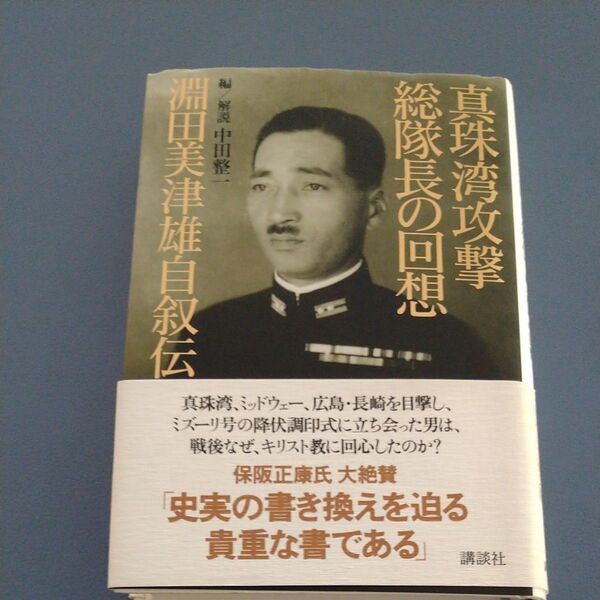 真珠湾攻撃
総隊長の回想
淵田美津雄自叙伝
編／解説 中田整一
真珠湾、ミッドウェー、広島・長崎を目撃し、
ミズーリ号の降伏調印式に立ち会った男は、
戦後なぜ、キリスト教に回心したのか?
保阪正康氏 大絶賛
「史実の書き換えを迫る
貴重な書である」
講談社